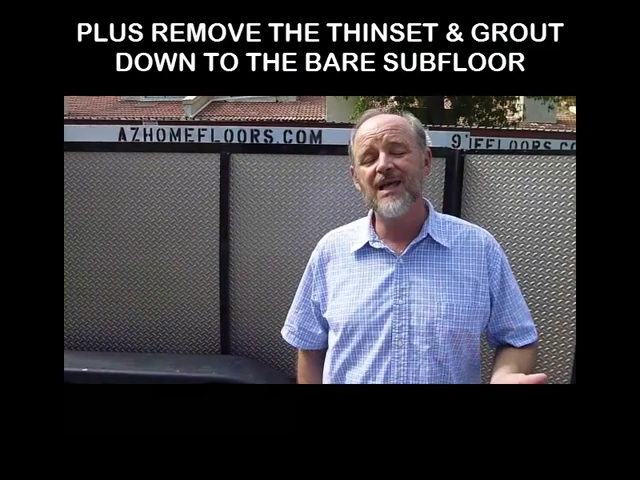 PLUS REMOVE THE THINSET & GROUT
DOWN TO THE BARE SUBFLOOR
AZHOMEFLOORS.COM